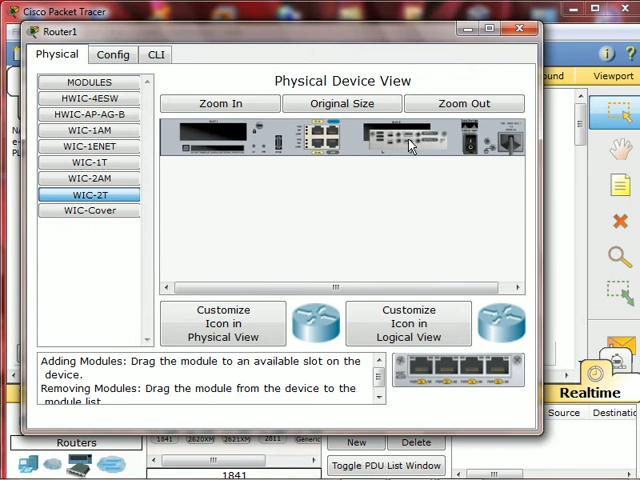 Cisco Packet Tracer
Router1
Physical
Config
CLI
ound
Viewport
MODULES
HWIC-4ESW
HWIC-AP-AG-B
WIC-1AM
WIC-1ENET
WIC-1T
WIC-2AM
WIC-2T
WIC-Cover
Physical Device View
Zoom In
Original Size
Zoom Out
Customize
Icon in
Physical View
Customize
Icon in
Logical View
Adding Modules: Drag the module to an available slot on the
device.
Removing Modules: Drag the module from the device to the
module list.
Realtime
Source
Destinatio
Routers
1841
2620XM
2621XM
2811
Generic
1841
New
Delete
Toggle PDU List Window